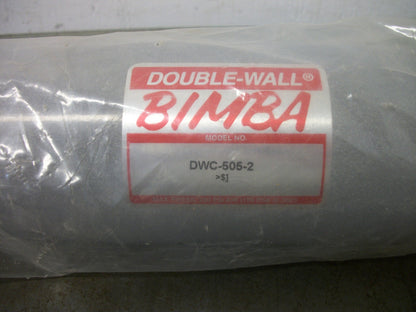 DOUBLE-WALL®
BIMBA
MODEL NO.
DWC-505-2
>$]